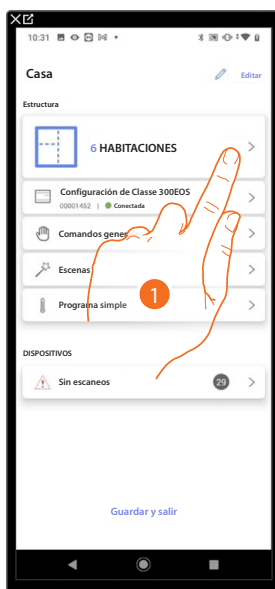 10:31
Casa
Editar
Estructura
6 HABITACIONES
Configuración de Classe 300EOS
00001452 | Conectada
Comandos gener
Escenas
1
Programa simple
DISPOSITIVOS
Sin escaneos
29
Guardar y salir